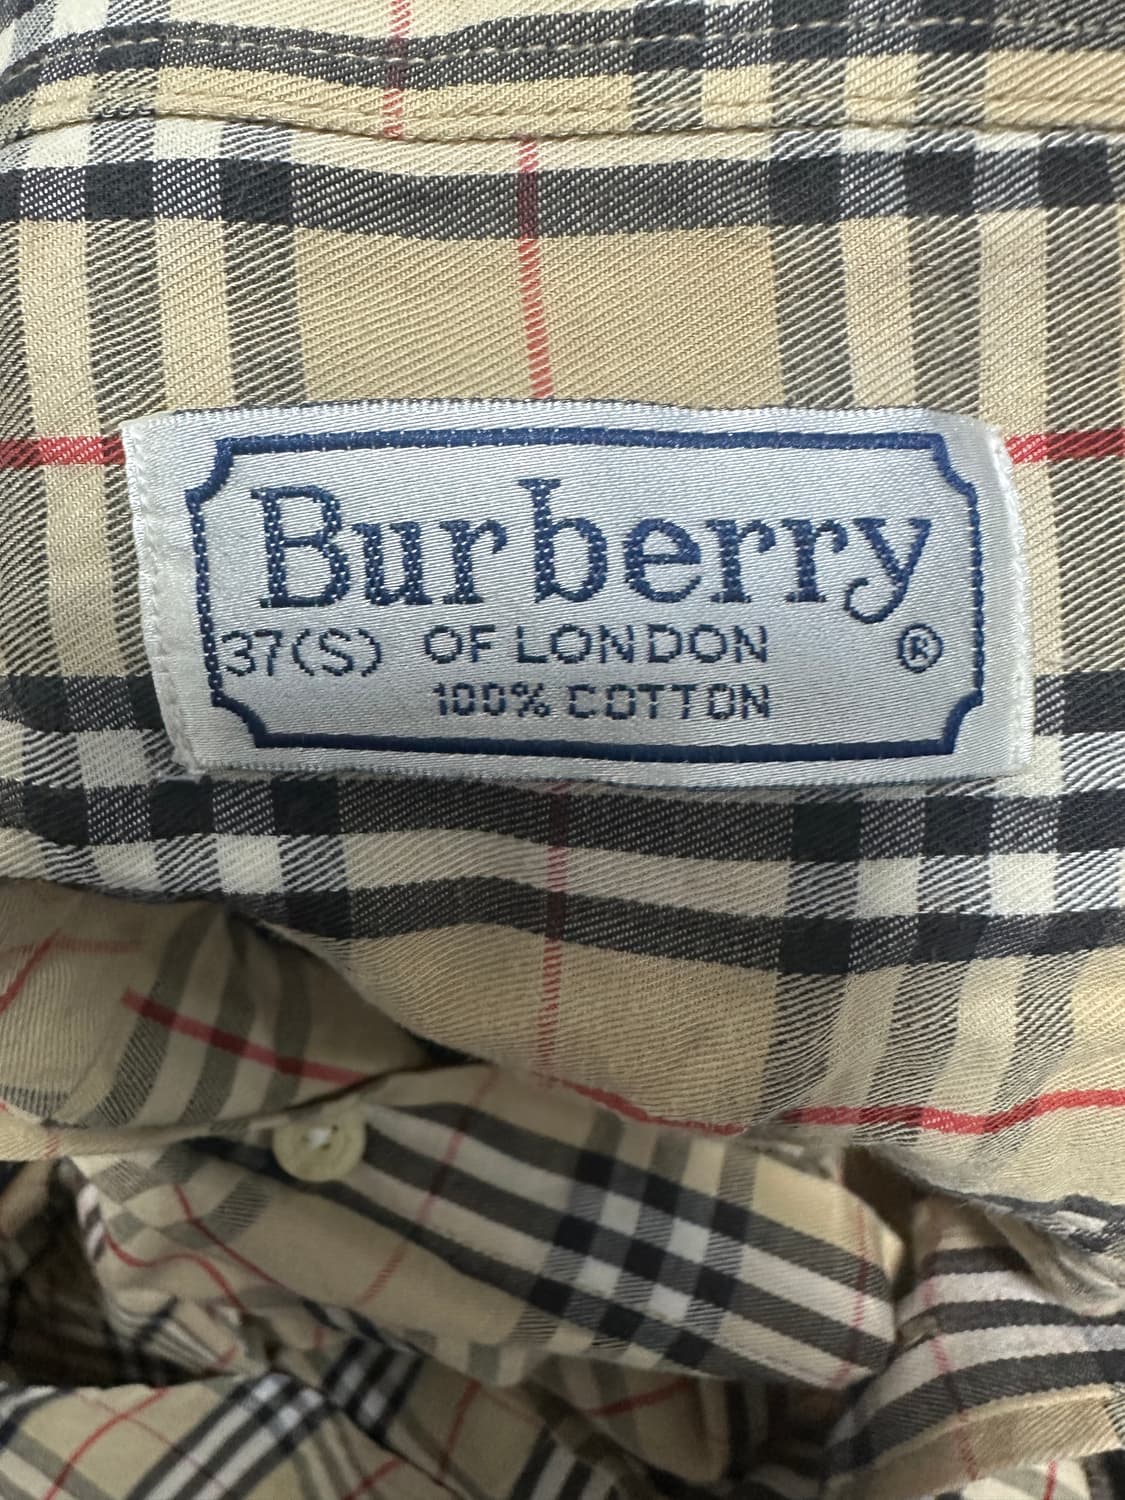 Burberry
37(S) OF LONDON ®
100% COTTON